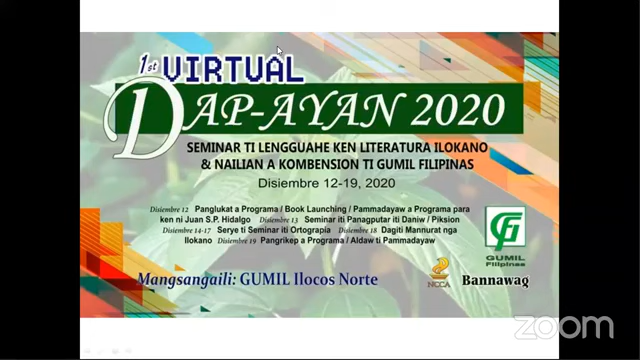 1st VIRTUAL
DAP-AYAN 2020
SEMINAR TI LENGGUAHE KEN LITERATURA ILOKANO
& NAILIAN A KOMBENSION TI GUMIL FILIPINAS
Disiembre 12-19, 2020
Disiembre 12 Panglukat a Programa / Book Launching / Pammadayaw a Programa para
ken ni Juan S.P. Hidalgo Disiembre 13 Seminar iti Panagputar iti Daniw / Piksion
Disiembre 14-17 Serye ti Seminar iti Ortograpia Disiembre 18 Dagiti Mannurat nga
Ilokano Disiembre 19 Pangrikep a Programa / Aldaw ti Pammadayaw
GUMIL
Filipinas
Mangsangaili: GUMIL Ilocos Norte
NCCA
Bannawag
zoom